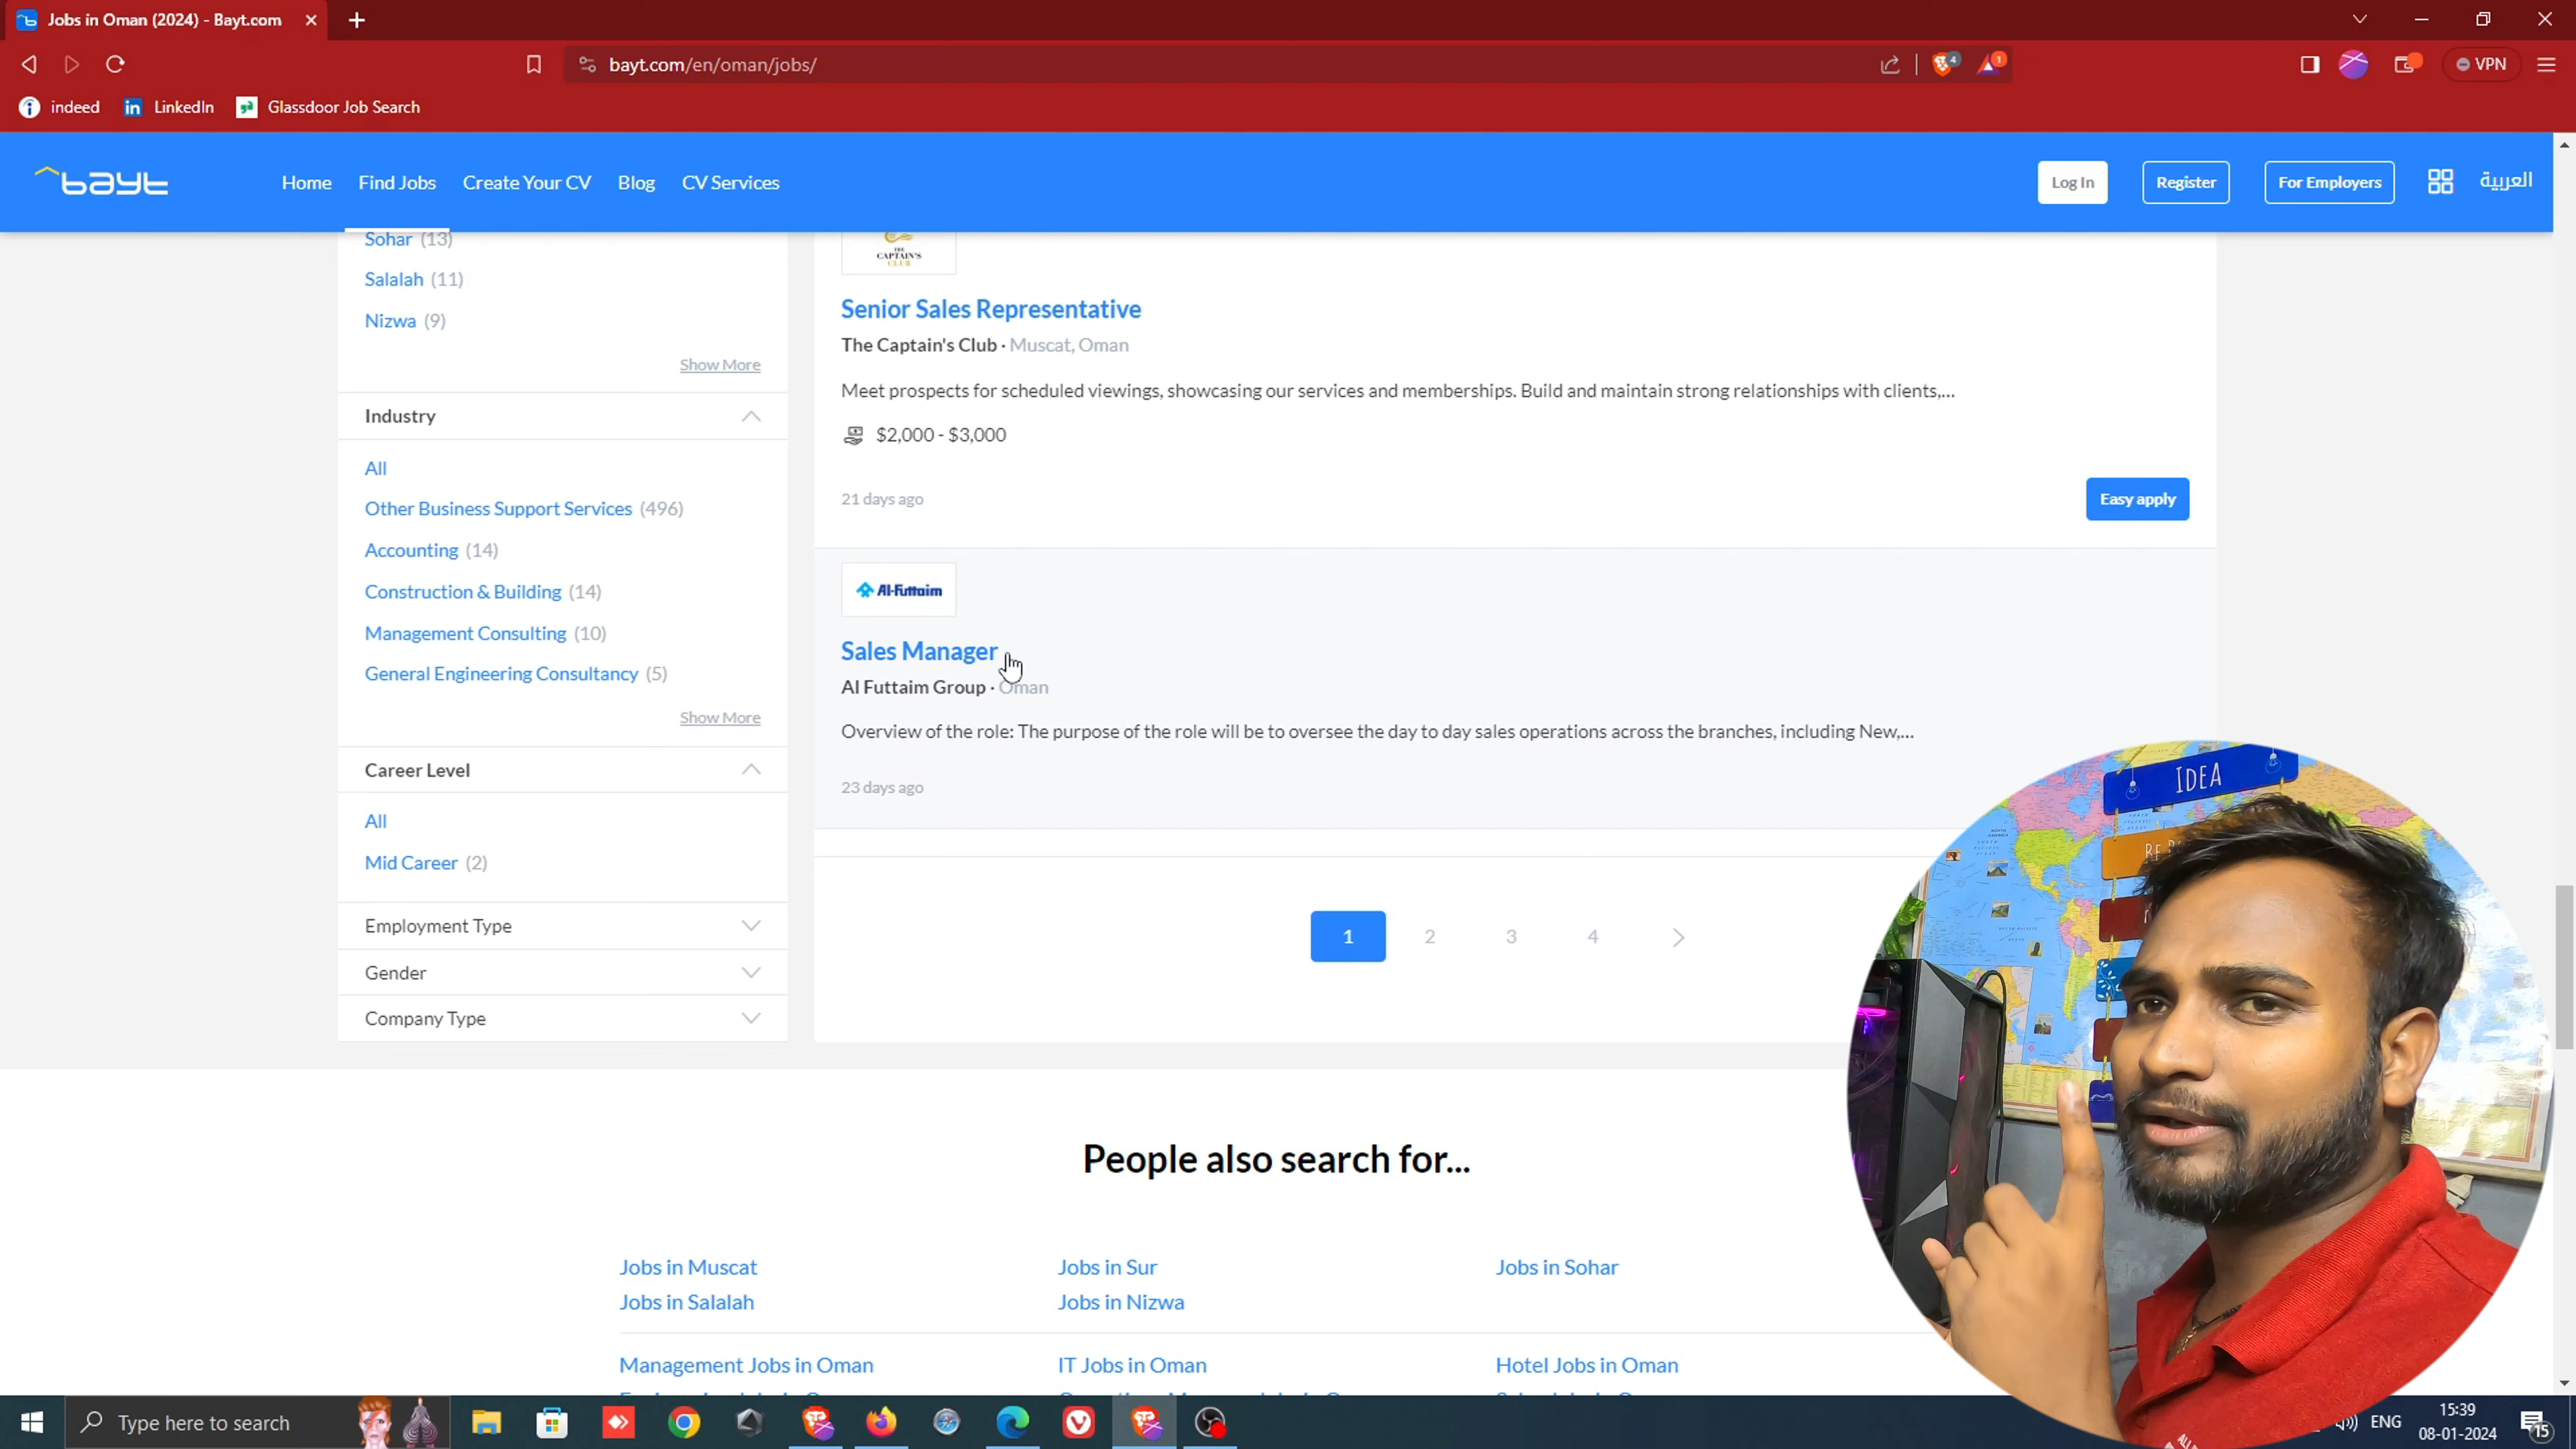 Jobs in Oman (2024) - Bayt.com
bayt.com/en/oman/jobs/
4
1
VPN
indeed
LinkedIn
Glassdoor Job Search
bayt
Home
Find Jobs
Create Your CV
Blog
CV Services
Log In
Register
For Employers
العربية
Sohar (13)
Salalah (11)
Nizwa (9)
Show More
Industry
All
Other Business Support Services (496)
Accounting (14)
Construction & Building (14)
Management Consulting (10)
General Engineering Consultancy (5)
Show More
Career Level
All
Mid Career (2)
Employment Type
Gender
Company Type
THE
CAPTAIN'S
CLUB
Senior Sales Representative
The Captain's Club · Muscat, Oman
Meet prospects for scheduled viewings, showcasing our services and memberships. Build and maintain strong relationships with clients,...
$2,000 - $3,000
21 days ago
Easy apply
Al-Futtaim
Sales Manager
Al Futtaim Group · Oman
Overview of the role: The purpose of the role will be to oversee the day to day sales operations across the branches, including New,...
23 days ago
1 2 3 4
IDEA
People also search for...
Jobs in Muscat
Jobs in Sur
Jobs in Sohar
Jobs in Salalah
Jobs in Nizwa
Management Jobs in Oman
IT Jobs in Oman
Hotel Jobs in Oman
Type here to search
ENG
15:39
08-01-2024
15